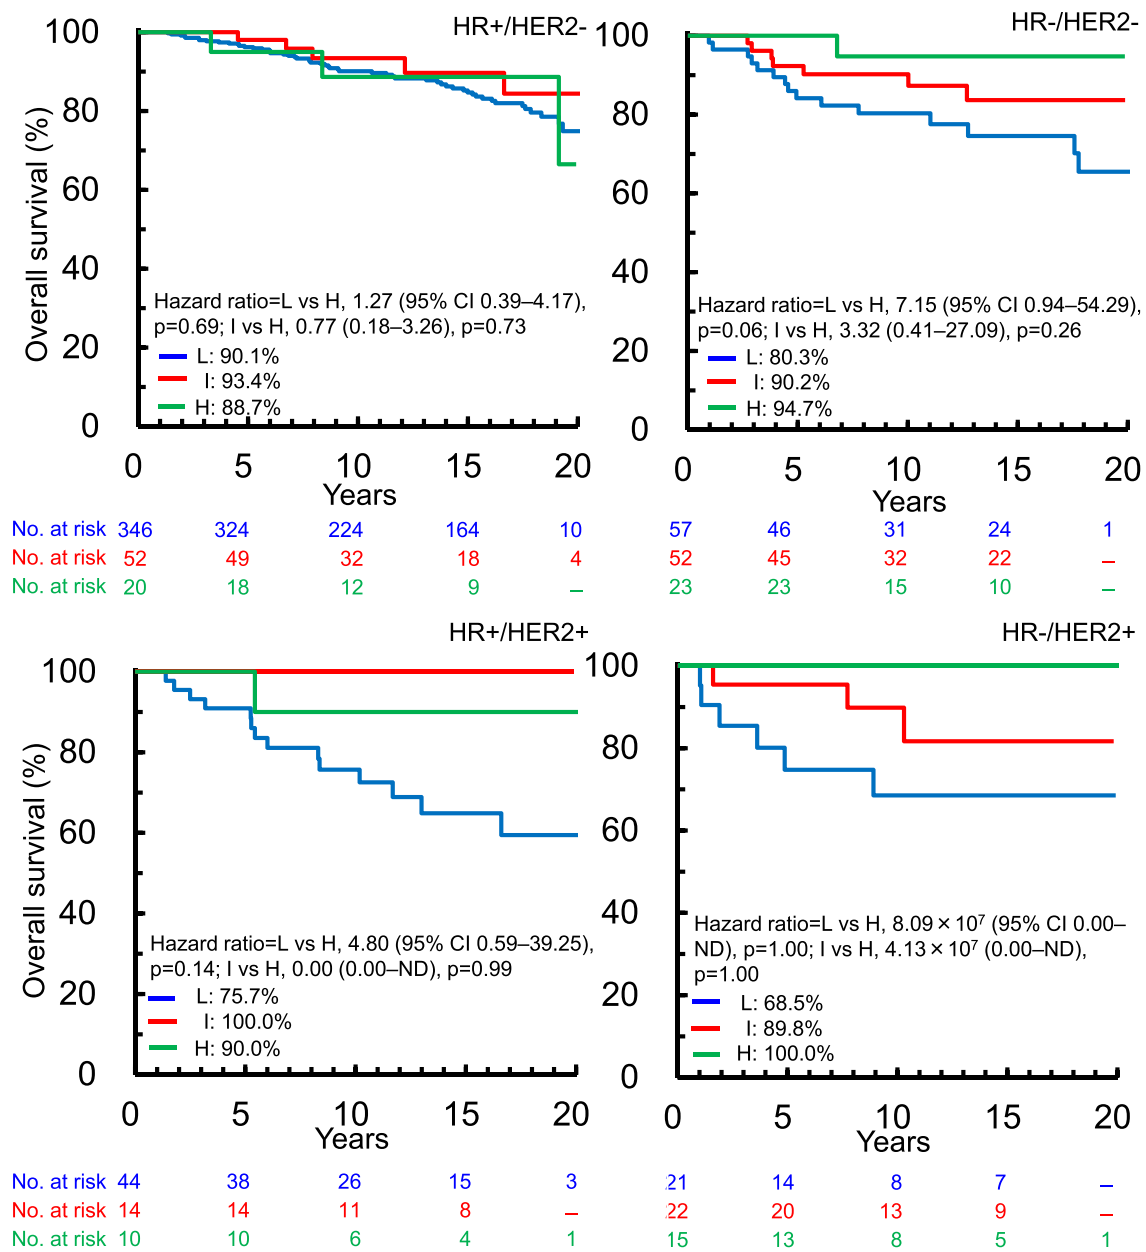 HR+/HER2-
Overall survival (%)
100
80
60
40
20
0
Hazard ratio=L vs H, 1.27 (95% CI 0.39–4.17),
p=0.69; I vs H, 0.77 (0.18–3.26), p=0.73
L: 90.1%
I: 93.4%
H: 88.7%
0 5 10 15 20
Years
No. at risk 346 324 224 164 10
No. at risk 52 49 32 18 4
No. at risk 20 18 12 9 –
HR-/HER2-
100
80
60
40
20
0
Hazard ratio=L vs H, 7.15 (95% CI 0.94–54.29),
p=0.06; I vs H, 3.32 (0.41–27.09), p=0.26
L: 80.3%
I: 90.2%
H: 94.7%
0 5 10 15 20
Years
57 46 31 24 1
52 45 32 22 –
23 23 15 10 –
HR+/HER2+
Overall survival (%)
100
80
60
40
20
0
Hazard ratio=L vs H, 4.80 (95% CI 0.59–39.25),
p=0.14; I vs H, 0.00 (0.00–ND), p=0.99
L: 75.7%
I: 100.0%
H: 90.0%
0 5 10 15 20
Years
No. at risk 44 38 26 15 3
No. at risk 14 14 11 8 –
No. at risk 10 10 6 4 1
HR-/HER2+
100
80
60
40
20
0
Hazard ratio=L vs H, 8.09×10⁷ (95% CI 0.00–
ND), p=1.00; I vs H, 4.13×10⁷ (0.00–ND),
p=1.00
L: 68.5%
I: 89.8%
H: 100.0%
0 5 10 15 20
Years
21 14 8 7 –
22 20 13 9 –
15 13 8 5 1